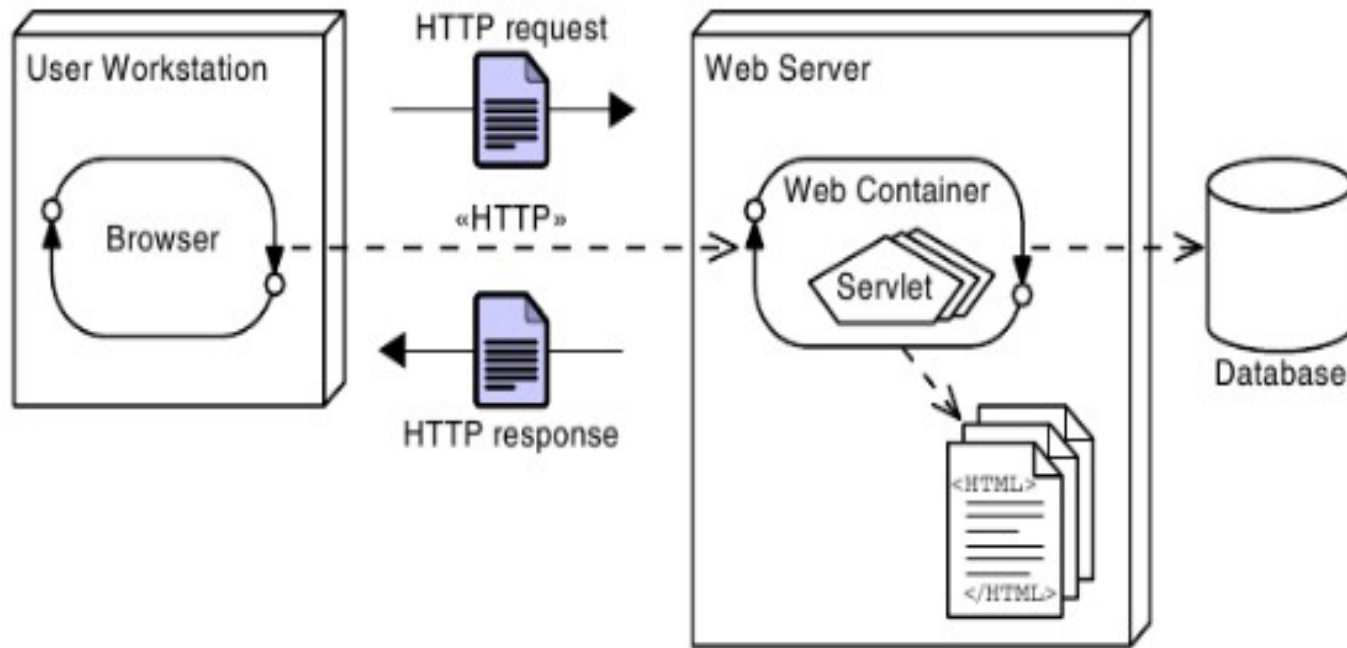 HTTP request
User Workstation
Web Server
Web Container
«HTTP»
Browser
Servlet
Database
HTTP response
<HTML>
</HTML>